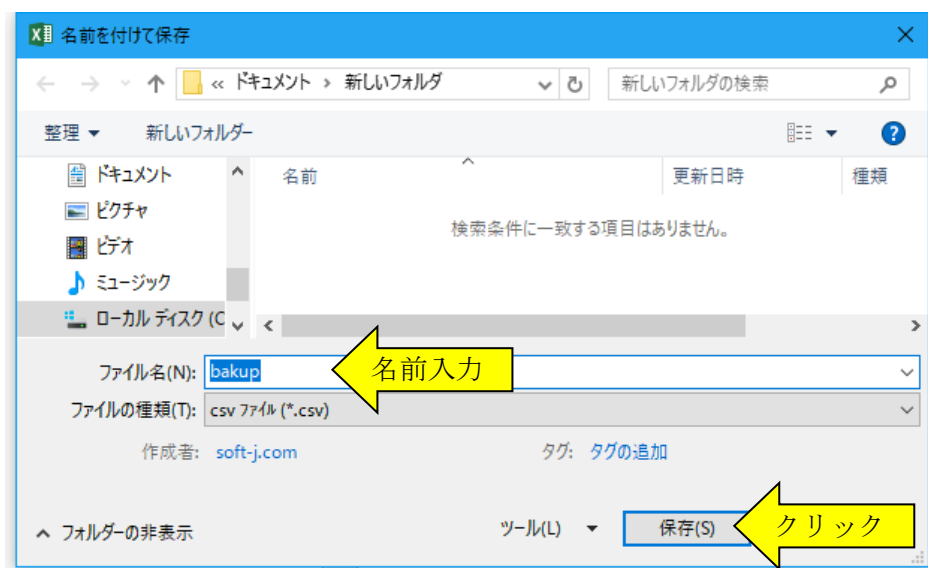 名前を付けて保存
« ドキュメント › 新しいフォルダ 新しいフォルダの検索
整理 新しいフォルダー
ドキュメント
ピクチャ
ビデオ
ミュージック
ローカル ディスク (C
名前 更新日時 種類
検索条件に一致する項目はありません。
ファイル名(N): bakup
名前入力
ファイルの種類(T): csv ファイル (*.csv)
作成者: soft-j.com タグ: タグの追加
フォルダーの非表示 ツール(L) 保存(S)
クリック